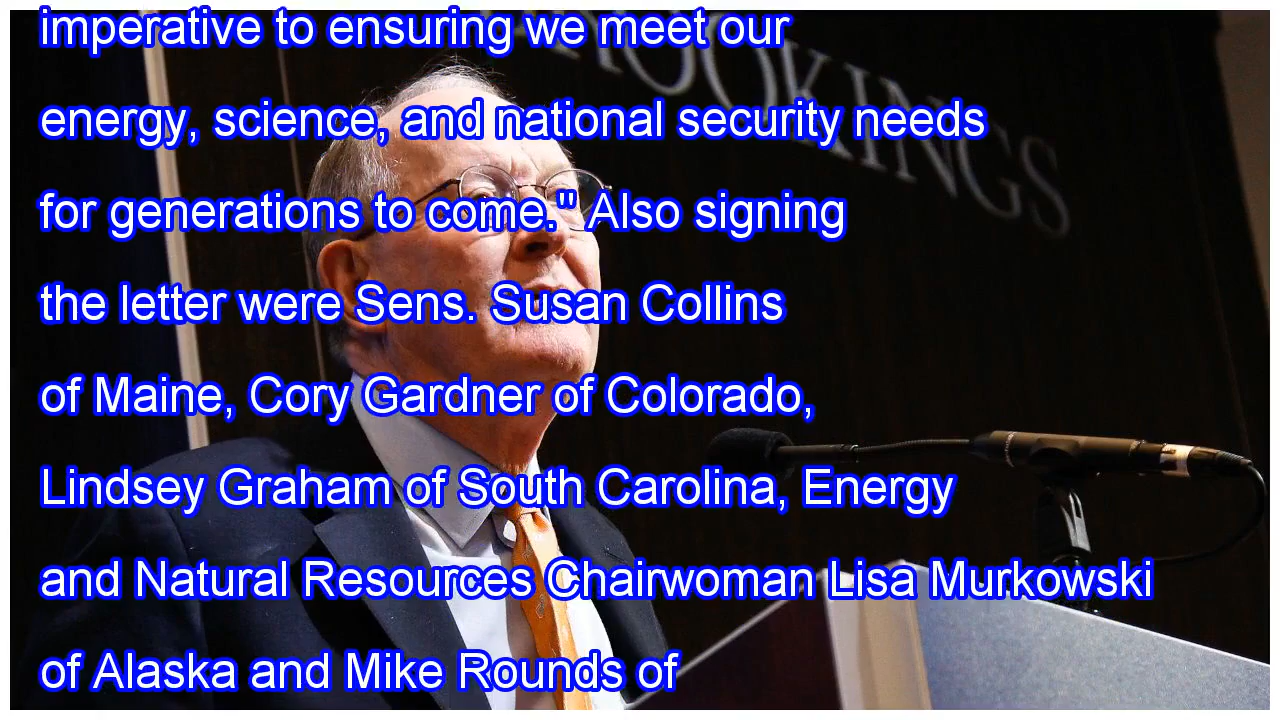 ROOKINGS
imperative to ensuring we meet our
energy, science, and national security needs
for generations to come." Also signing
the letter were Sens. Susan Collins
of Maine, Cory Gardner of Colorado,
Lindsey Graham of South Carolina, Energy
and Natural Resources Chairwoman Lisa Murkowski
of Alaska and Mike Rounds of